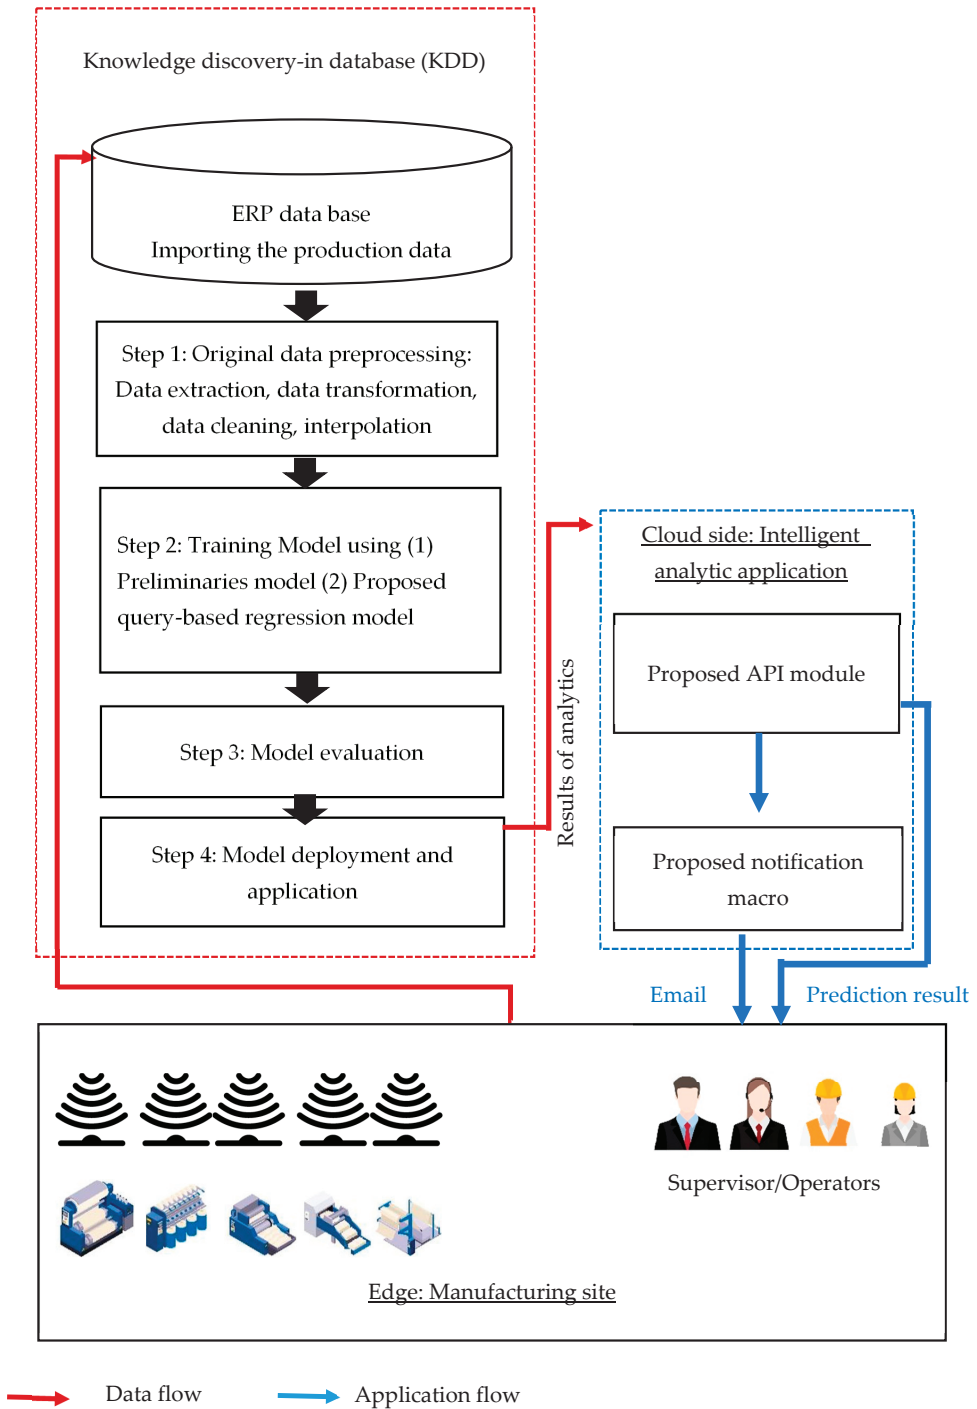 Knowledge discovery-in database (KDD)
ERP data base
Importing the production data
Step 1: Original data preprocessing:
Data extraction, data transformation,
data cleaning, interpolation
Step 2: Training Model using (1)
Preliminaries model (2) Proposed
query-based regression model
Step 3: Model evaluation
Step 4: Model deployment and
application
Results of analytics
Cloud side: Intelligent
analytic application
Proposed API module
Proposed notification
macro
Email
Prediction result
Supervisor/Operators
Edge: Manufacturing site
Data flow
Application flow